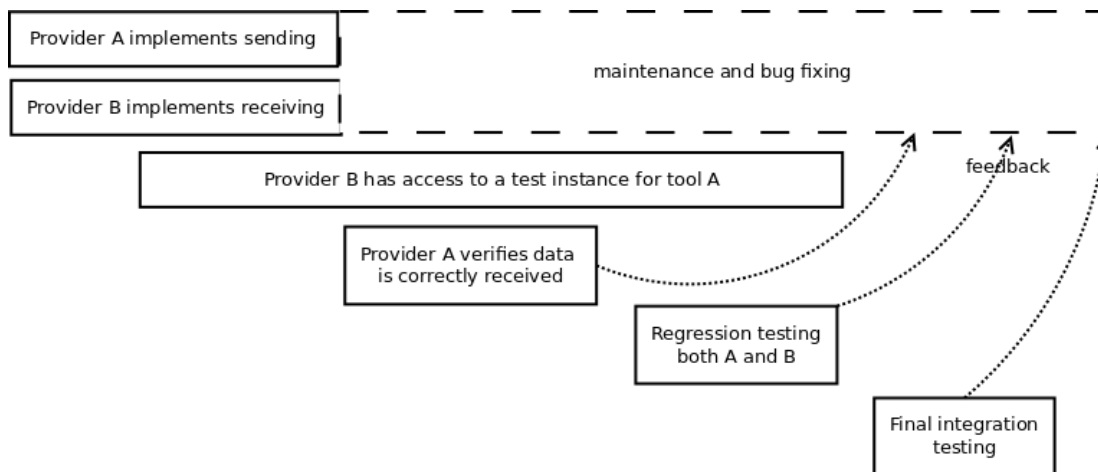 Provider A implements sending
maintenance and bug fixing
Provider B implements receiving
Provider B has access to a test instance for tool A
feedback
Provider A verifies data
is correctly received
Regression testing
both A and B
Final integration
testing